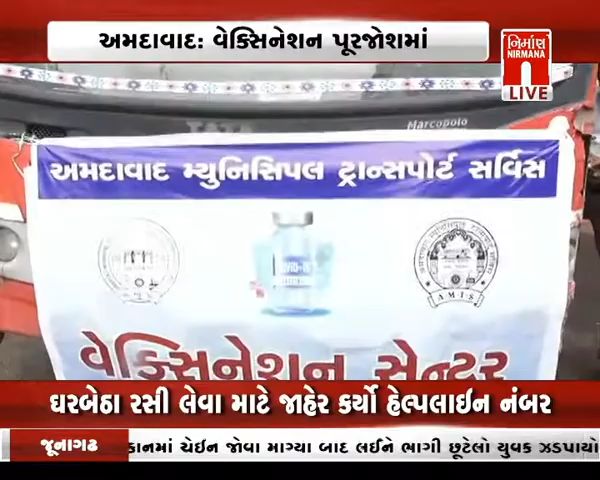 અમદાવાદ: વેક્સિનેશન પૂરજોશમાં
નિર્માણ
NIRMANA
LIVE
TATA
Marcopolo
અમદાવાદ મ્યુનિસિપલ ટ્રાન્સપોર્ટ સર્વિસ
A M T S
વેક્સિનેશન સેન્ટર
ઘરબેઠા રસી લેવા માટે જાહેર કર્યો હેલ્પલાઇન નંબર
જૂનાગઢ
કાનમાં ચેઇન જોવા માગ્યા બાદ લઈને ભાગી છૂટેલો યુવક ઝડપાયો